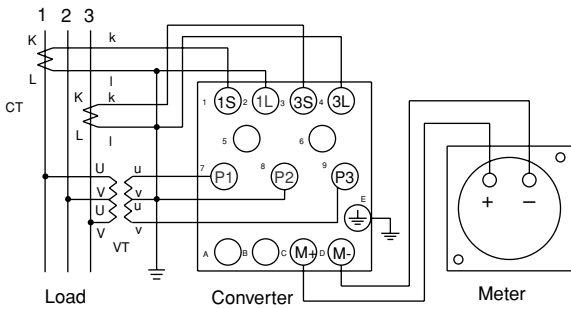 1 2 3
K k
L l
K k
L l
CT
1 1S 2 1L 3 3S 4 3L
5 6
7 P1 8 P2 9 P3
U u
V v
U u
V v
VT
E
A B C M+ D M-
+ −
Load Converter Meter